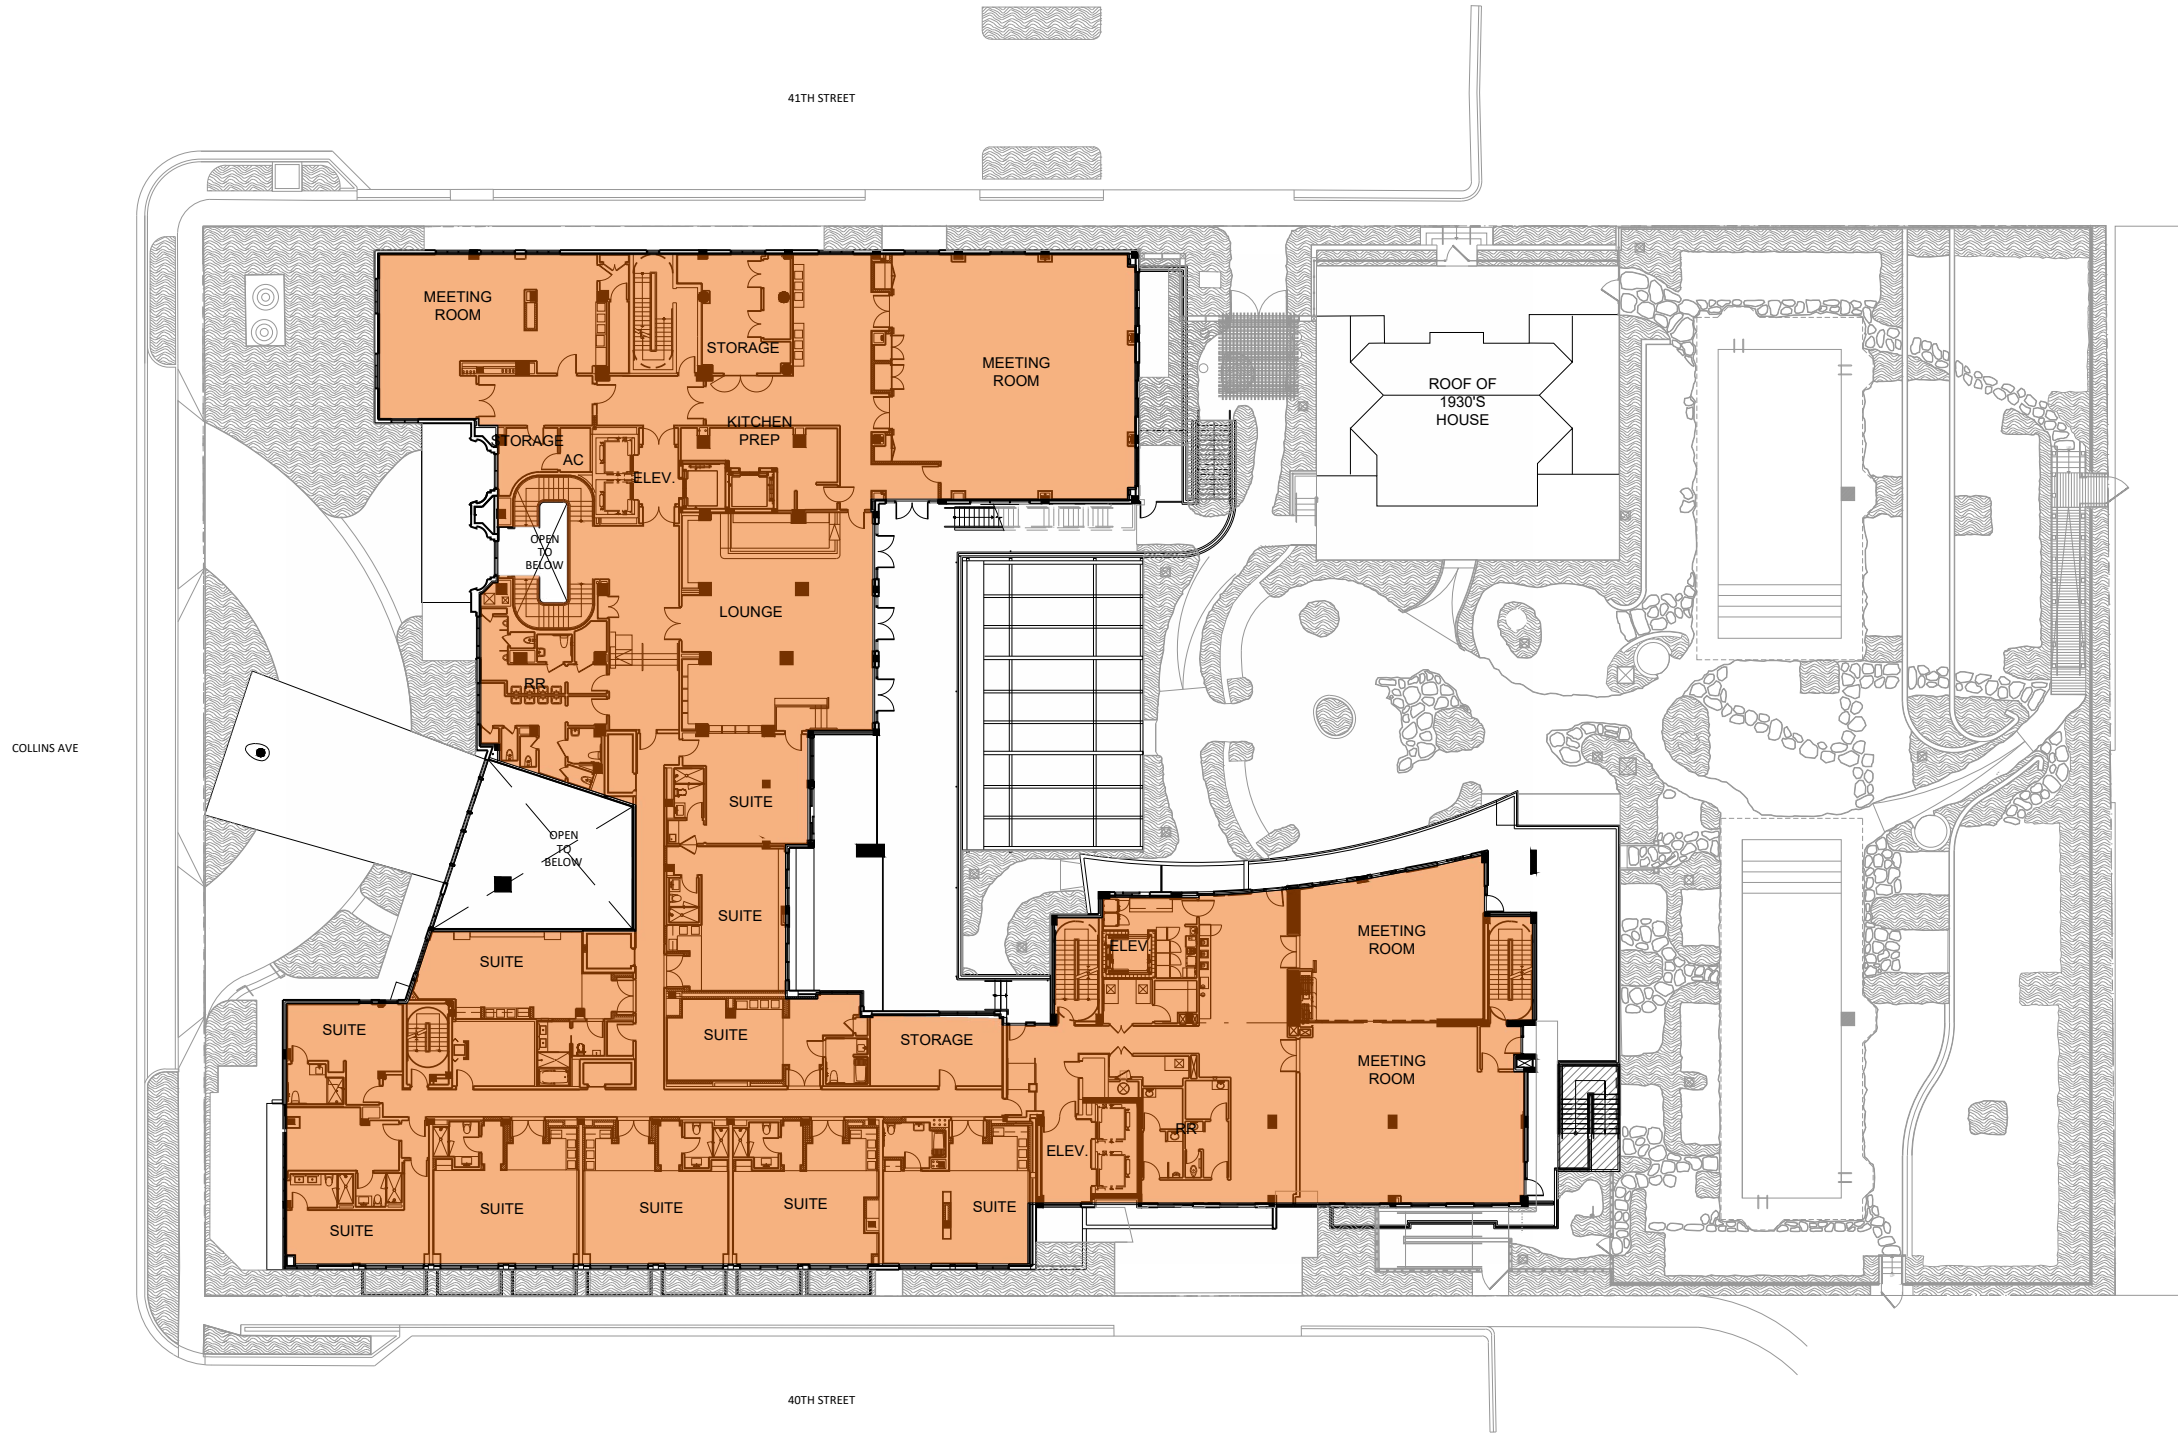 41TH STREET
MEETING
ROOM
STORAGE
MEETING
ROOM
ROOF OF
1930'S
HOUSE
KITCHEN
PREP
STORAGE
AC
ELEV.
OPEN
TO
BELOW
LOUNGE
RR
COLLINS AVE
SUITE
OPEN
TO
BELOW
SUITE
MEETING
ROOM
ELEV
SUITE
SUITE
SUITE
STORAGE
MEETING
ROOM
RR
ELEV.
SUITE
SUITE
SUITE
SUITE
SUITE
40TH STREET